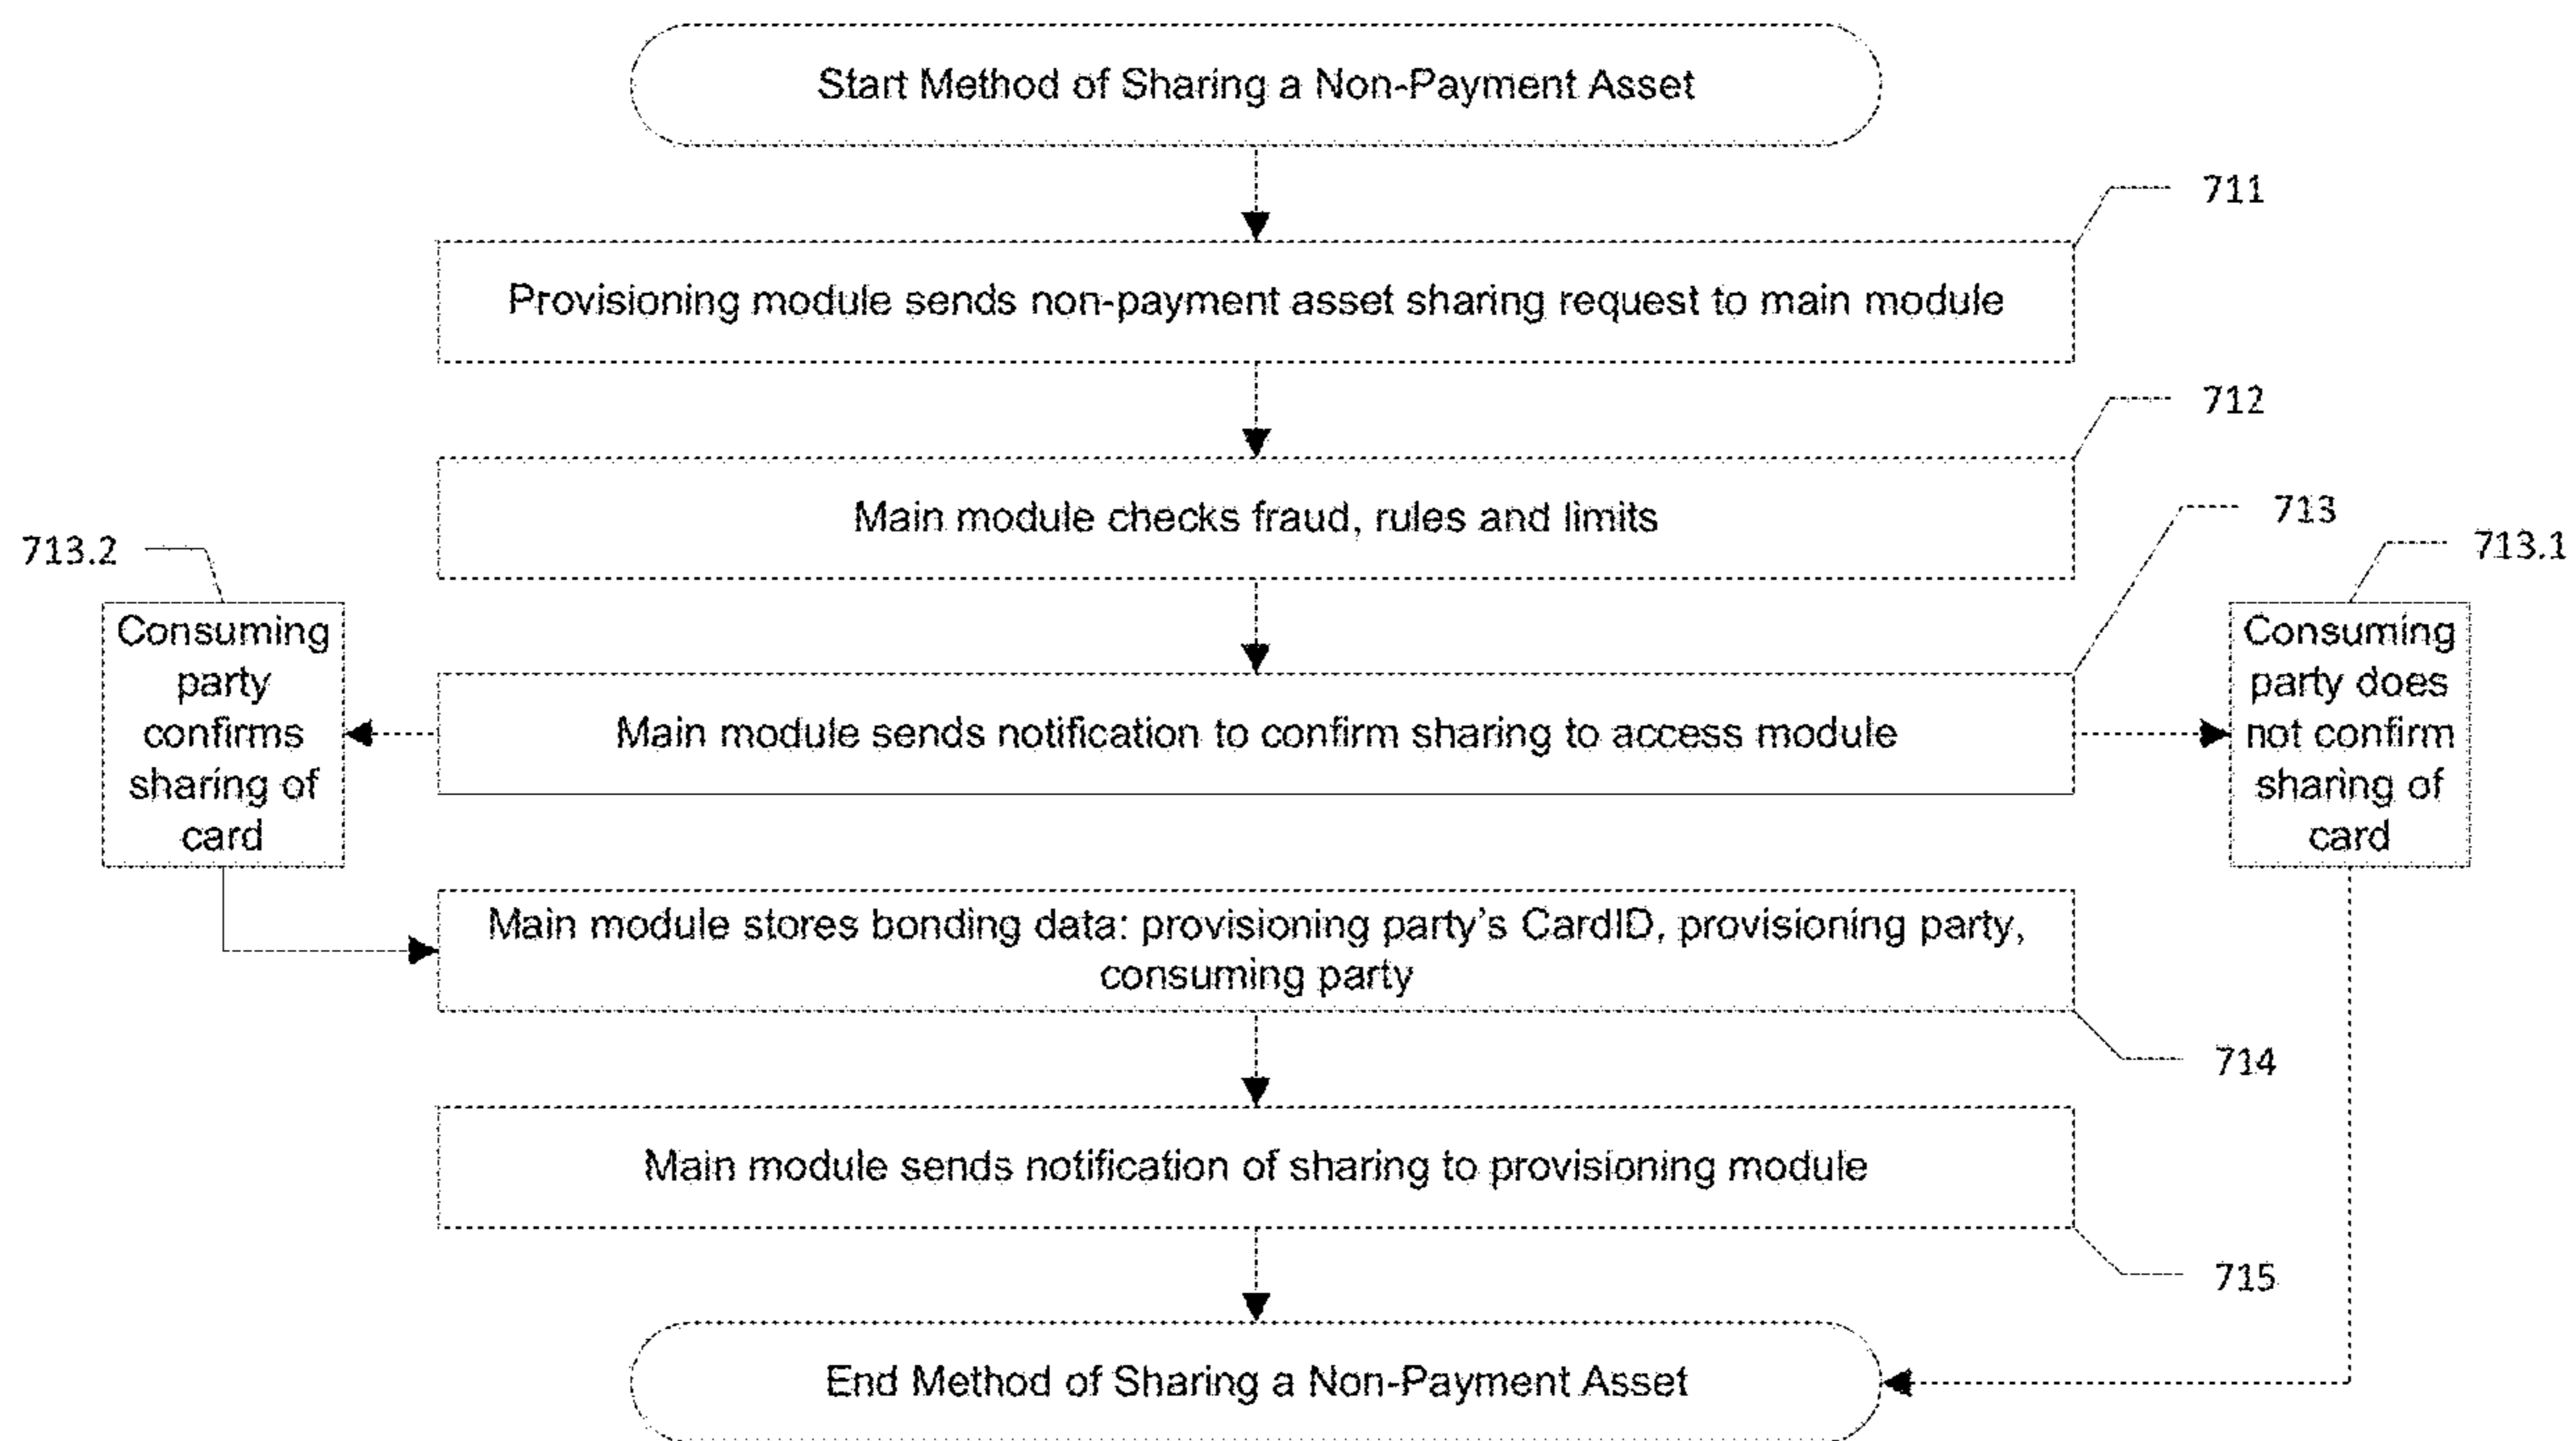 Start Method of Sharing a Non-Payment Asset
711
Provisioning module sends non-payment asset sharing request to main module
712
Main module checks fraud, rules and limits
713
713.2
713.1
Consuming
party
confirms
sharing of
card
Main module sends notification to confirm sharing to access module
Consuming
party does
not confirm
sharing of
card
Main module stores bonding data: provisioning party's CardID, provisioning party,
consuming party
714
Main module sends notification of sharing to provisioning module
715
End Method of Sharing a Non-Payment Asset